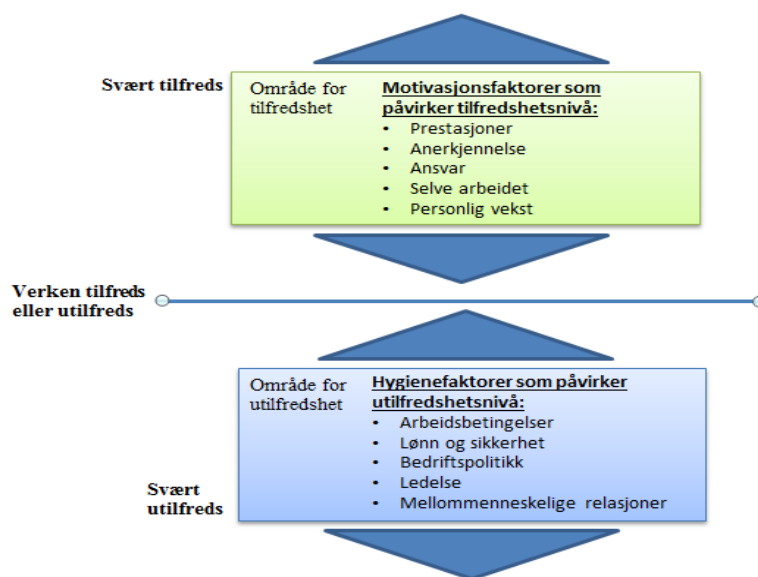 Svært tilfreds
Område for
tilfredshet
Motivasjonsfaktorer som
påvirker tilfredshetsnivå:
• Prestasjoner
• Anerkjennelse
• Ansvar
• Selve arbeidet
• Personlig vekst
Verken tilfreds
eller utilfreds
Område for
utilfredshet
Hygienefaktorer som påvirker
utilfredshetsnivå:
• Arbeidsbetingelser
• Lønn og sikkerhet
• Bedriftspolitikk
• Ledelse
• Mellommenneskelige relasjoner
Svært
utilfreds